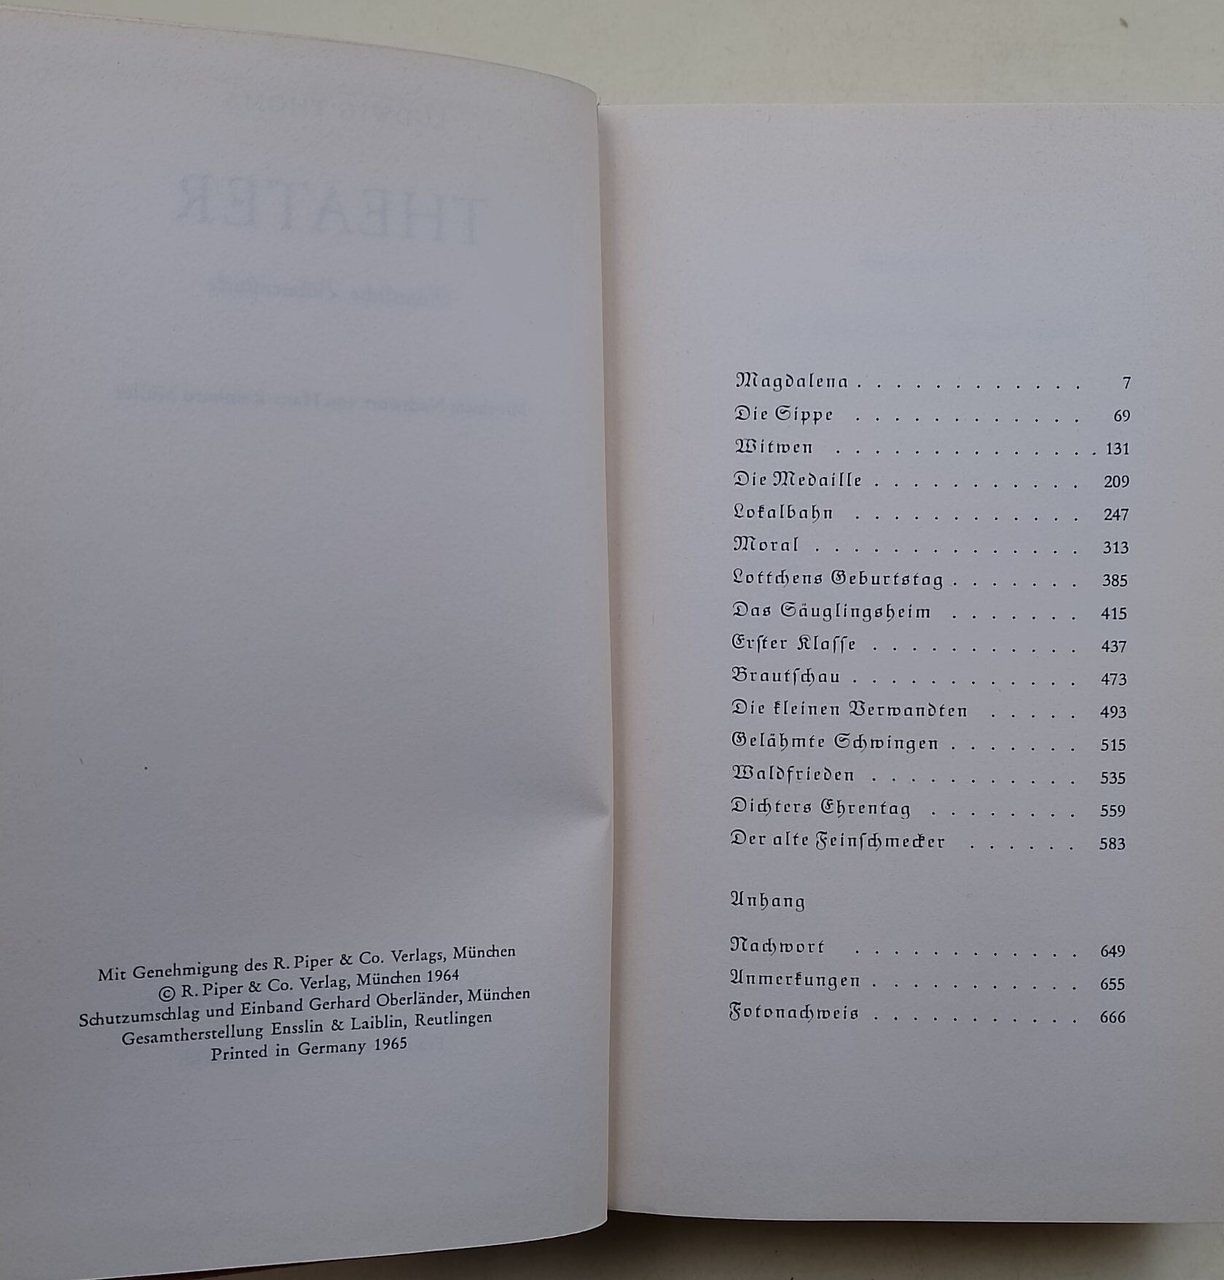 THEATER
Mit Genehmigung des R. Piper & Co. Verlags, München
© R. Piper & Co. Verlag, München 1964
Schutzumschlag und Einband Gerhard Oberländer, München
Gesamtherstellung Ensslin & Laiblin, Reutlingen
Printed in Germany 1965
Magdalena . . . . . . . . . . . . 7
Die Sippe . . . . . . . . . . . . 69
Witwen . . . . . . . . . . . . . . 131
Die Medaille . . . . . . . . . . . 209
Lokalbahn . . . . . . . . . . . . 247
Moral . . . . . . . . . . . . . . 313
Lottchens Geburtstag . . . . . . . 385
Das Säuglingsheim . . . . . . . 415
Erster Klasse . . . . . . . . . . . 437
Brautschau . . . . . . . . . . . . 473
Die kleinen Verwandten . . . . . 493
Gelähmte Schwingen . . . . . . . 515
Waldfrieden . . . . . . . . . . . 535
Dichters Ehrentag . . . . . . . . 559
Der alte Feinschmecker . . . . . . 583
Anhang
Nachwort . . . . . . . . . . . . 649
Anmerkungen . . . . . . . . . . . 655
Fotonachweis . . . . . . . . . . . 666